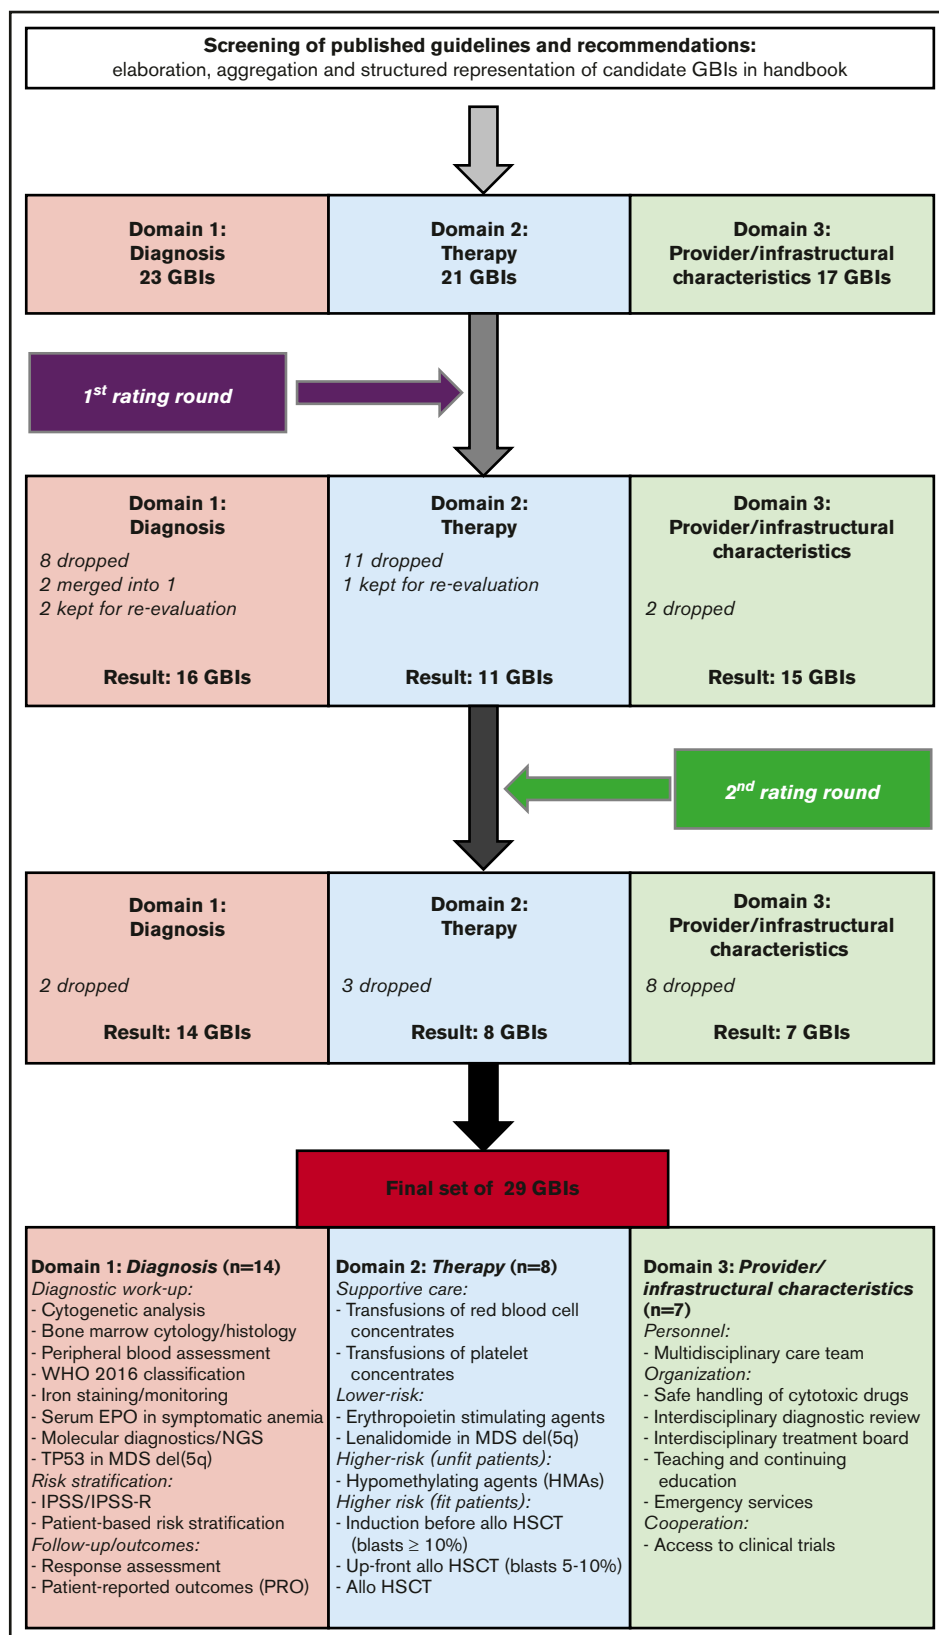 Screening of published guidelines and recommendations:
elaboration, aggregation and structured representation of candidate GBIs in handbook
Domain 1:
Diagnosis
23 GBIs
Domain 2:
Therapy
21 GBIs
Domain 3:
Provider/infrastructural
characteristics 17 GBIs
1st rating round
Domain 1:
Diagnosis
8 dropped
2 merged into 1
2 kept for re-evaluation
Result: 16 GBIs
Domain 2:
Therapy
11 dropped
1 kept for re-evaluation
Result: 11 GBIs
Domain 3:
Provider/infrastructural
characteristics
2 dropped
Result: 15 GBIs
2nd rating round
Domain 1:
Diagnosis
2 dropped
Result: 14 GBIs
Domain 2:
Therapy
3 dropped
Result: 8 GBIs
Domain 3:
Provider/infrastructural
characteristics
8 dropped
Result: 7 GBIs
Final set of 29 GBIs
Domain 1: Diagnosis (n=14)
Diagnostic work-up:
- Cytogenetic analysis
- Bone marrow cytology/histology
- Peripheral blood assessment
- WHO 2016 classification
- Iron staining/monitoring
- Serum EPO in symptomatic anemia
- Molecular diagnostics/NGS
- TP53 in MDS del(5q)
Risk stratification:
- IPSS/IPSS-R
- Patient-based risk stratification
Follow-up/outcomes:
- Response assessment
- Patient-reported outcomes (PRO)
Domain 2: Therapy (n=8)
Supportive care:
- Transfusions of red blood cell
concentrates
- Transfusions of platelet
concentrates
Lower-risk:
- Erythropoietin stimulating agents
- Lenalidomide in MDS del(5q)
Higher-risk (unfit patients):
- Hypomethylating agents (HMAs)
Higher risk (fit patients):
- Induction before allo HSCT
(blasts ≥ 10%)
- Up-front allo HSCT (blasts 5-10%)
- Allo HSCT
Domain 3: Provider/
infrastructural characteristics
(n=7)
Personnel:
- Multidisciplinary care team
Organization:
- Safe handling of cytotoxic drugs
- Interdisciplinary diagnostic review
- Interdisciplinary treatment board
- Teaching and continuing
education
- Emergency services
Cooperation:
- Access to clinical trials